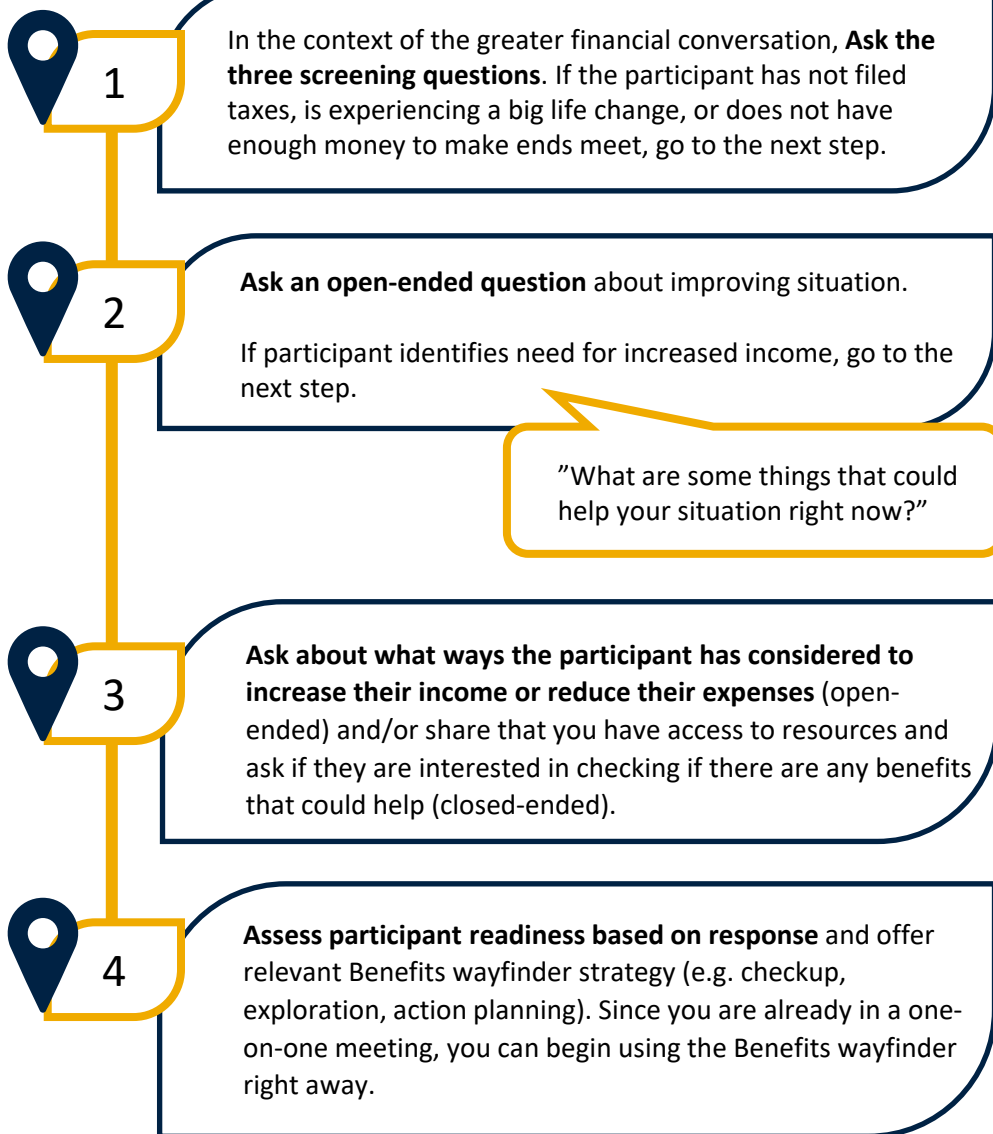 1
In the context of the greater financial conversation, Ask the
three screening questions. If the participant has not filed
taxes, is experiencing a big life change, or does not have
enough money to make ends meet, go to the next step.
2
Ask an open-ended question about improving situation.
If participant identifies need for increased income, go to the
next step.
”What are some things that could
help your situation right now?”
3
Ask about what ways the participant has considered to
increase their income or reduce their expenses (open-
ended) and/or share that you have access to resources and
ask if they are interested in checking if there are any benefits
that could help (closed-ended).
4
Assess participant readiness based on response and offer
relevant Benefits wayfinder strategy (e.g. checkup,
exploration, action planning). Since you are already in a one-
on-one meeting, you can begin using the Benefits wayfinder
right away.